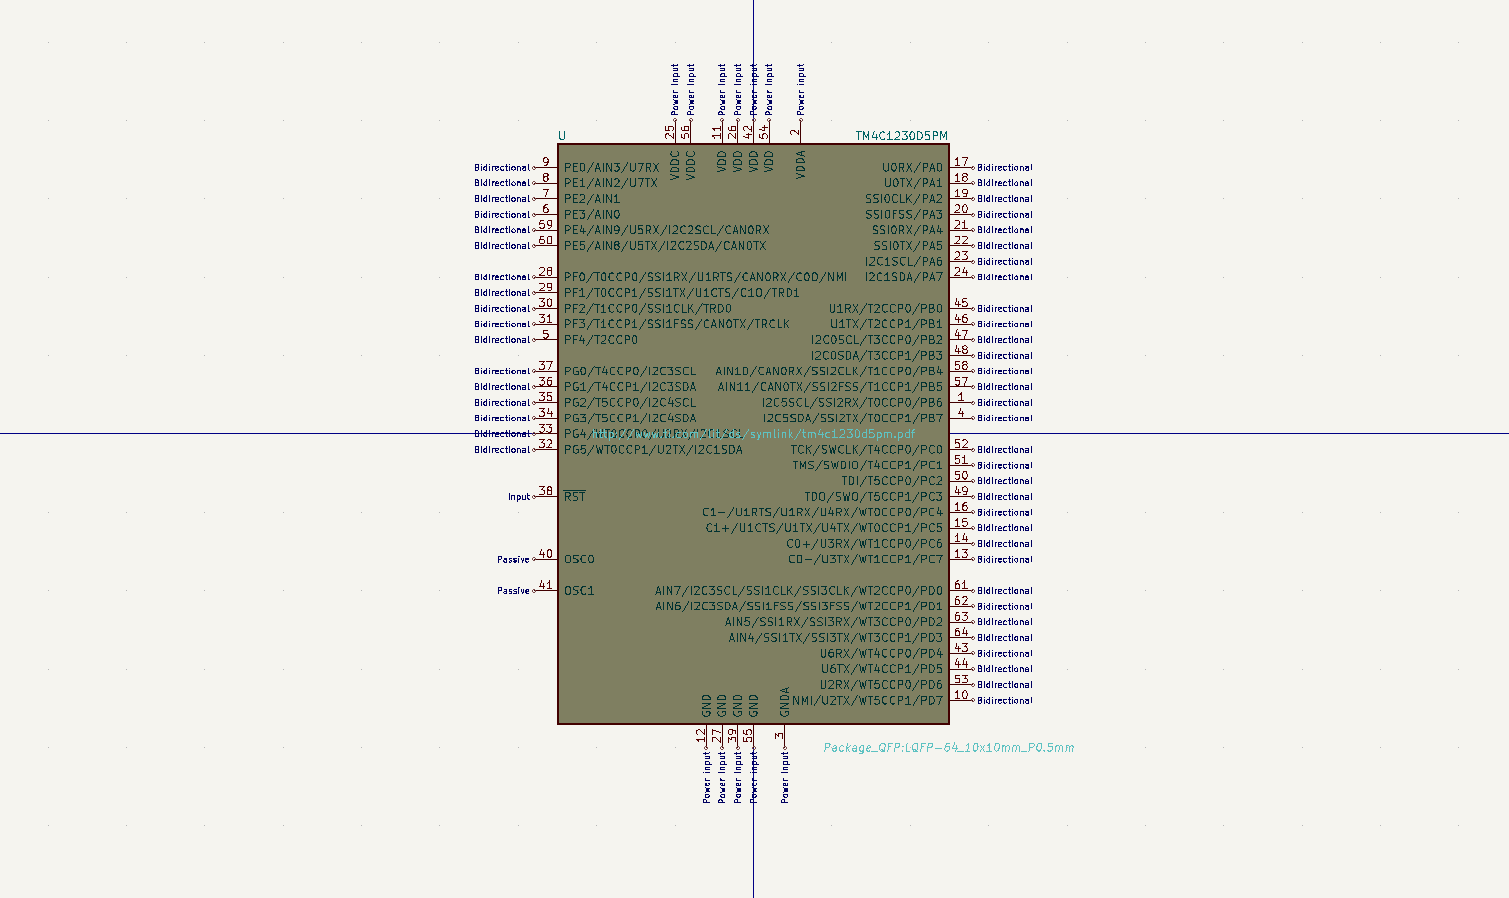 Power Input
Power Input
Power Input
Power Input
Power Input
Power Input
Power Input
25
56
11
26
42
54
2
U
TM4C1230D5PM
VDDC
VDDC
VDD
VDD
VDD
VDD
VDDA
Bidirectional 9 PE0/AIN3/U7RX
Bidirectional 8 PE1/AIN2/U7TX
Bidirectional 7 PE2/AIN1
Bidirectional 6 PE3/AIN0
Bidirectional 59 PE4/AIN9/U5RX/I2C2SCL/CAN0RX
Bidirectional 60 PE5/AIN8/U5TX/I2C2SDA/CAN0TX
Bidirectional 28 PF0/T0CCP0/SSI1RX/U1RTS/CAN0RX/C0O/NMI
Bidirectional 29 PF1/T0CCP1/SSI1TX/U1CTS/C1O/TRD1
Bidirectional 30 PF2/T1CCP0/SSI1CLK/TRD0
Bidirectional 31 PF3/T1CCP1/SSI1FSS/CAN0TX/TRCLK
Bidirectional 5 PF4/T2CCP0
Bidirectional 37 PG0/T4CCP0/I2C3SCL
Bidirectional 36 PG1/T4CCP1/I2C3SDA
Bidirectional 35 PG2/T5CCP0/I2C4SCL
Bidirectional 34 PG3/T5CCP1/I2C4SDA
Bidirectional 33 PG4/
/symlink/tm4c1230d5pm.pdf
Bidirectional 32 PG5/WT0CCP1/U2TX/I2C1SDA
Input 38 RST
Passive 40 OSC0
Passive 41 OSC1
U0RX/PA0 17 Bidirectional
U0TX/PA1 18 Bidirectional
SSI0CLK/PA2 19 Bidirectional
SSI0FSS/PA3 20 Bidirectional
SSI0RX/PA4 21 Bidirectional
SSI0TX/PA5 22 Bidirectional
I2C1SCL/PA6 23 Bidirectional
I2C1SDA/PA7 24 Bidirectional
U1RX/T2CCP0/PB0 45 Bidirectional
U1TX/T2CCP1/PB1 46 Bidirectional
I2C0SCL/T3CCP0/PB2 47 Bidirectional
I2C0SDA/T3CCP1/PB3 48 Bidirectional
AIN10/CAN0RX/SSI2CLK/T1CCP0/PB4 58 Bidirectional
AIN11/CAN0TX/SSI2FSS/T1CCP1/PB5 57 Bidirectional
I2C5SCL/SSI2RX/T0CCP0/PB6 1 Bidirectional
I2C5SDA/SSI2TX/T0CCP1/PB7 4 Bidirectional
TCK/SWCLK/T4CCP0/PC0 52 Bidirectional
TMS/SWDIO/T4CCP1/PC1 51 Bidirectional
TDI/T5CCP0/PC2 50 Bidirectional
TDO/SWO/T5CCP1/PC3 49 Bidirectional
C1-/U1RTS/U1RX/U4RX/WT0CCP0/PC4 16 Bidirectional
C1+/U1CTS/U1TX/U4TX/WT0CCP1/PC5 15 Bidirectional
C0+/U3RX/WT1CCP0/PC6 14 Bidirectional
C0-/U3TX/WT1CCP1/PC7 13 Bidirectional
AIN7/I2C3SCL/SSI1CLK/SSI3CLK/WT2CCP0/PD0 61 Bidirectional
AIN6/I2C3SDA/SSI1FSS/SSI3FSS/WT2CCP1/PD1 62 Bidirectional
AIN5/SSI1RX/SSI3RX/WT3CCP0/PD2 63 Bidirectional
AIN4/SSI1TX/SSI3TX/WT3CCP1/PD3 64 Bidirectional
U6RX/WT4CCP0/PD4 43 Bidirectional
U6TX/WT4CCP1/PD5 44 Bidirectional
U2RX/WT5CCP0/PD6 53 Bidirectional
NMI/U2TX/WT5CCP1/PD7 10 Bidirectional
GND
GND
GND
GND
GNDA
12
27
39
55
3
Package_QFP:LQFP-64_10x10mm_P0.5mm
Power Input
Power Input
Power Input
Power Input
Power Input